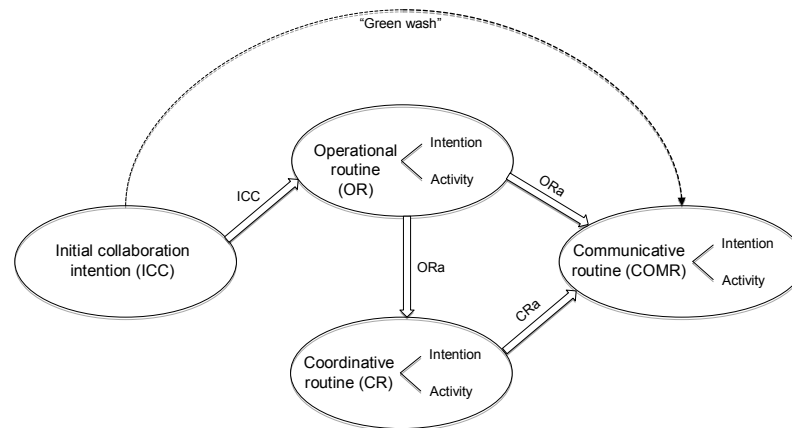 “Green wash”
Operational
routine
(OR)
Intention
Activity
ICC
ORa
Initial collaboration
intention (ICC)
Communicative
routine (COMR)
Intention
Activity
ORa
CRa
Coordinative
routine (CR)
Intention
Activity